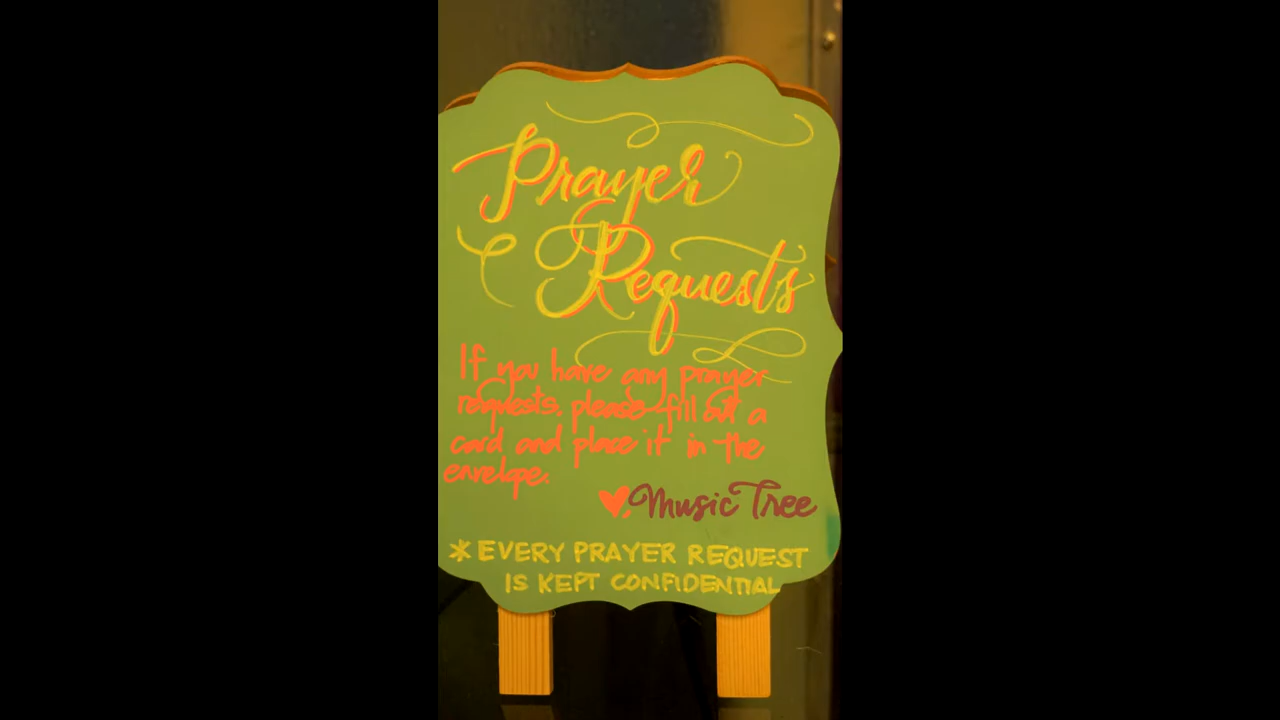 Prayer
Requests
If you have any prayer
requests, please fill out a
card and place it in the
envelope.
♥, Music Tree
* EVERY PRAYER REQUEST
IS KEPT CONFIDENTIAL